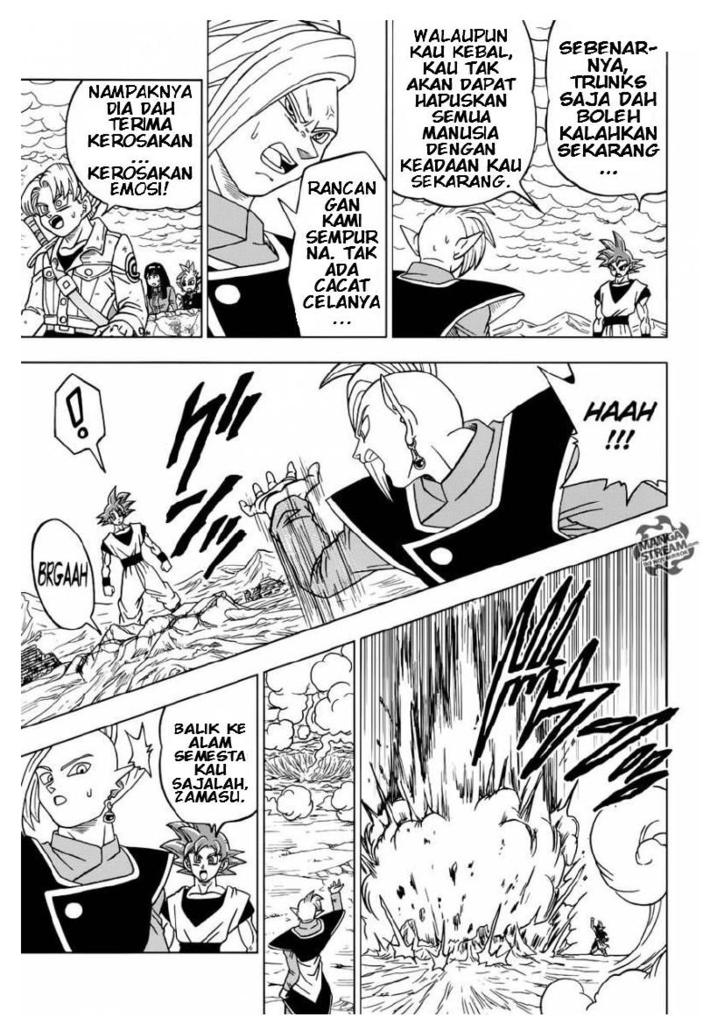 SEBENAR-
NYA,
TRUNKS
SAJA DAH
BOLEH
KALAHKAN
SEKARANG
...
WALAUPUN
KAU KEBAL,
KAU TAK
AKAN DAPAT
HAPUSKAN
SEMUA
MANUSIA
DENGAN
KEADAAN KAU
SEKARANG.
RANCAN
GAN
KAMI
SEMPUR
NA. TAK
ADA
CACAT
CELANYA
...
NAMPAKNYA
DIA DAH
TERIMA
KEROSAKAN
...
KEROSAKAN
EMOSI!
HAAH
!!!
!
BRGAAH
MANGA
STREAM
BALIK KE
ALAM
SEMESTA
KAU
SAJALAH,
ZAMASU.